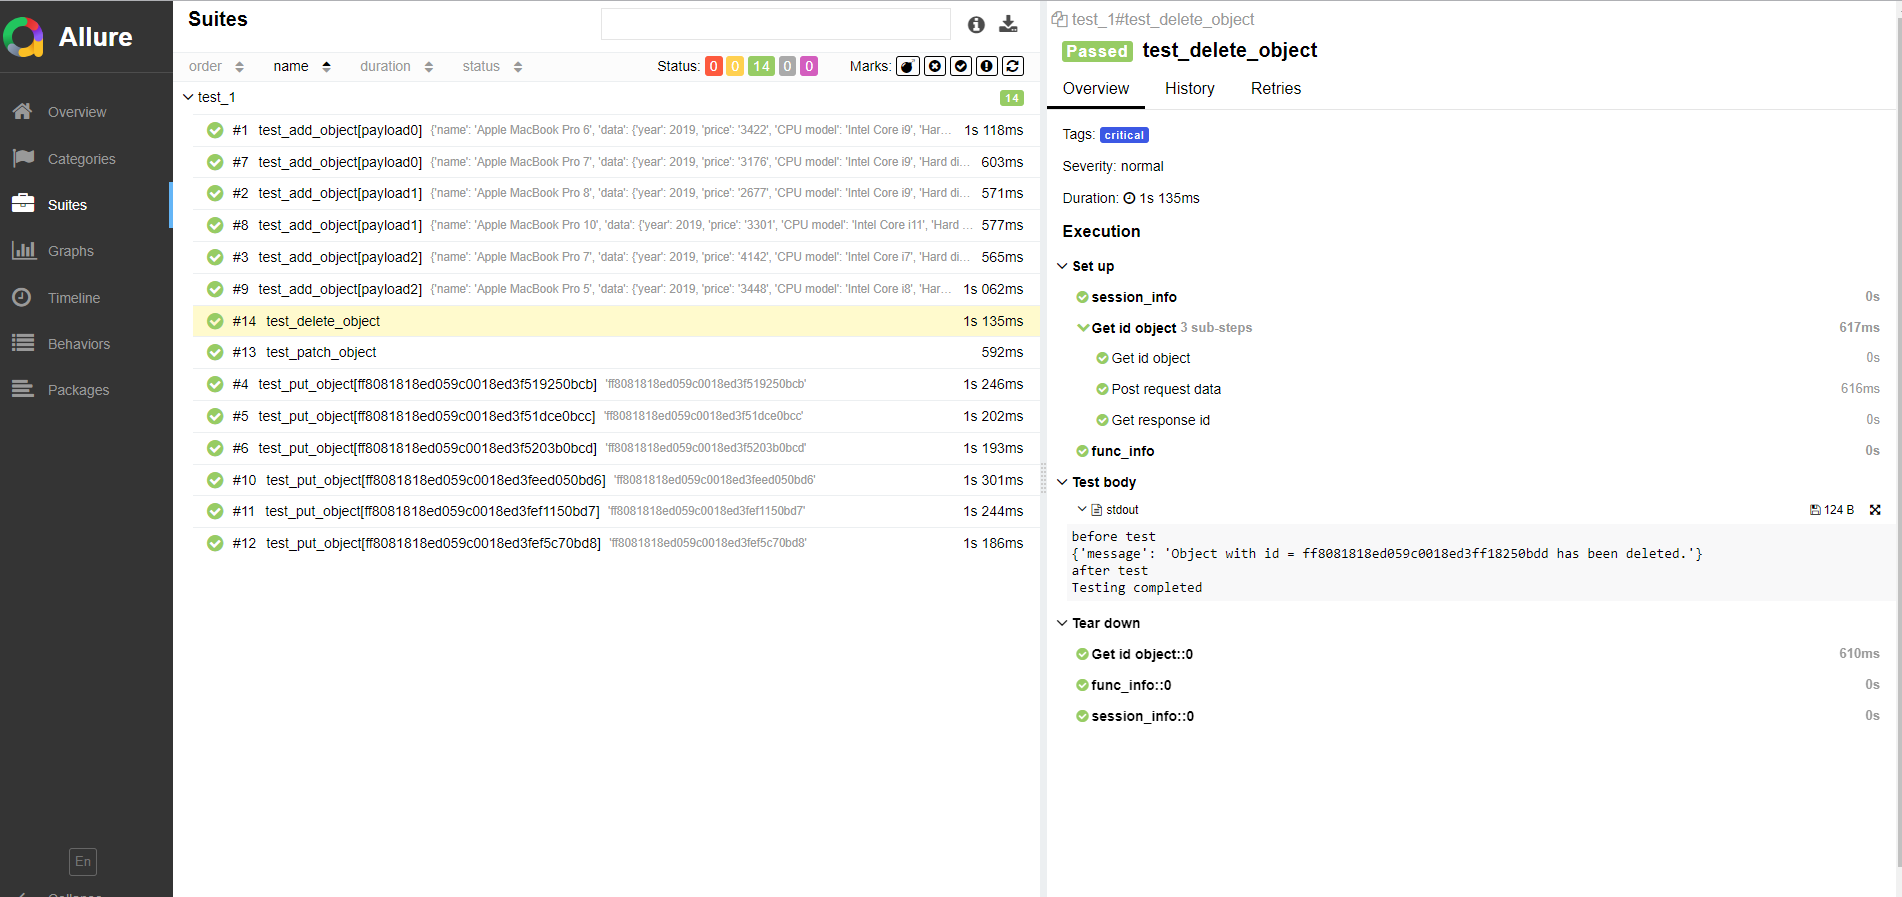 Allure
Overview
Categories
Suites
Graphs
Timeline
Behaviors
Packages
En
Collapse
Suites
order name duration status Status: 0 0 14 0 0 Marks:
test_1 14
#1 test_add_object[payload0] {'name': 'Apple MacBook Pro 6', 'data': {'year': 2019, 'price': '3422', 'CPU model': 'Intel Core i9', 'Har... 1s 118ms
#7 test_add_object[payload0] {'name': 'Apple MacBook Pro 7', 'data': {'year': 2019, 'price': '3176', 'CPU model': 'Intel Core i9', 'Hard di... 603ms
#2 test_add_object[payload1] {'name': 'Apple MacBook Pro 8', 'data': {'year': 2019, 'price': '2677', 'CPU model': 'Intel Core i9', 'Hard di... 571ms
#8 test_add_object[payload1] {'name': 'Apple MacBook Pro 10', 'data': {'year': 2019, 'price': '3301', 'CPU model': 'Intel Core i11', 'Hard ... 577ms
#3 test_add_object[payload2] {'name': 'Apple MacBook Pro 7', 'data': {'year': 2019, 'price': '4142', 'CPU model': 'Intel Core i7', 'Hard di... 565ms
#9 test_add_object[payload2] {'name': 'Apple MacBook Pro 5', 'data': {'year': 2019, 'price': '3448', 'CPU model': 'Intel Core i8', 'Har... 1s 062ms
#14 test_delete_object 1s 135ms
#13 test_patch_object 592ms
#4 test_put_object[ff8081818ed059c0018ed3f519250bcb] 'ff8081818ed059c0018ed3f519250bcb' 1s 246ms
#5 test_put_object[ff8081818ed059c0018ed3f51dce0bcc] 'ff8081818ed059c0018ed3f51dce0bcc' 1s 202ms
#6 test_put_object[ff8081818ed059c0018ed3f5203b0bcd] 'ff8081818ed059c0018ed3f5203b0bcd' 1s 193ms
#10 test_put_object[ff8081818ed059c0018ed3feed050bd6] 'ff8081818ed059c0018ed3feed050bd6' 1s 301ms
#11 test_put_object[ff8081818ed059c0018ed3fef1150bd7] 'ff8081818ed059c0018ed3fef1150bd7' 1s 244ms
#12 test_put_object[ff8081818ed059c0018ed3fef5c70bd8] 'ff8081818ed059c0018ed3fef5c70bd8' 1s 186ms
test_1#test_delete_object
Passed test_delete_object
Overview History Retries
Tags: critical
Severity: normal
Duration: 1s 135ms
Execution
Set up
session_info 0s
Get id object 3 sub-steps 617ms
Get id object 0s
Post request data 616ms
Get response id 0s
func_info 0s
Test body
stdout 124 B
before test
{'message': 'Object with id = ff8081818ed059c0018ed3ff18250bdd has been deleted.'}
after test
Testing completed
Tear down
Get id object::0 610ms
func_info::0 0s
session_info::0 0s